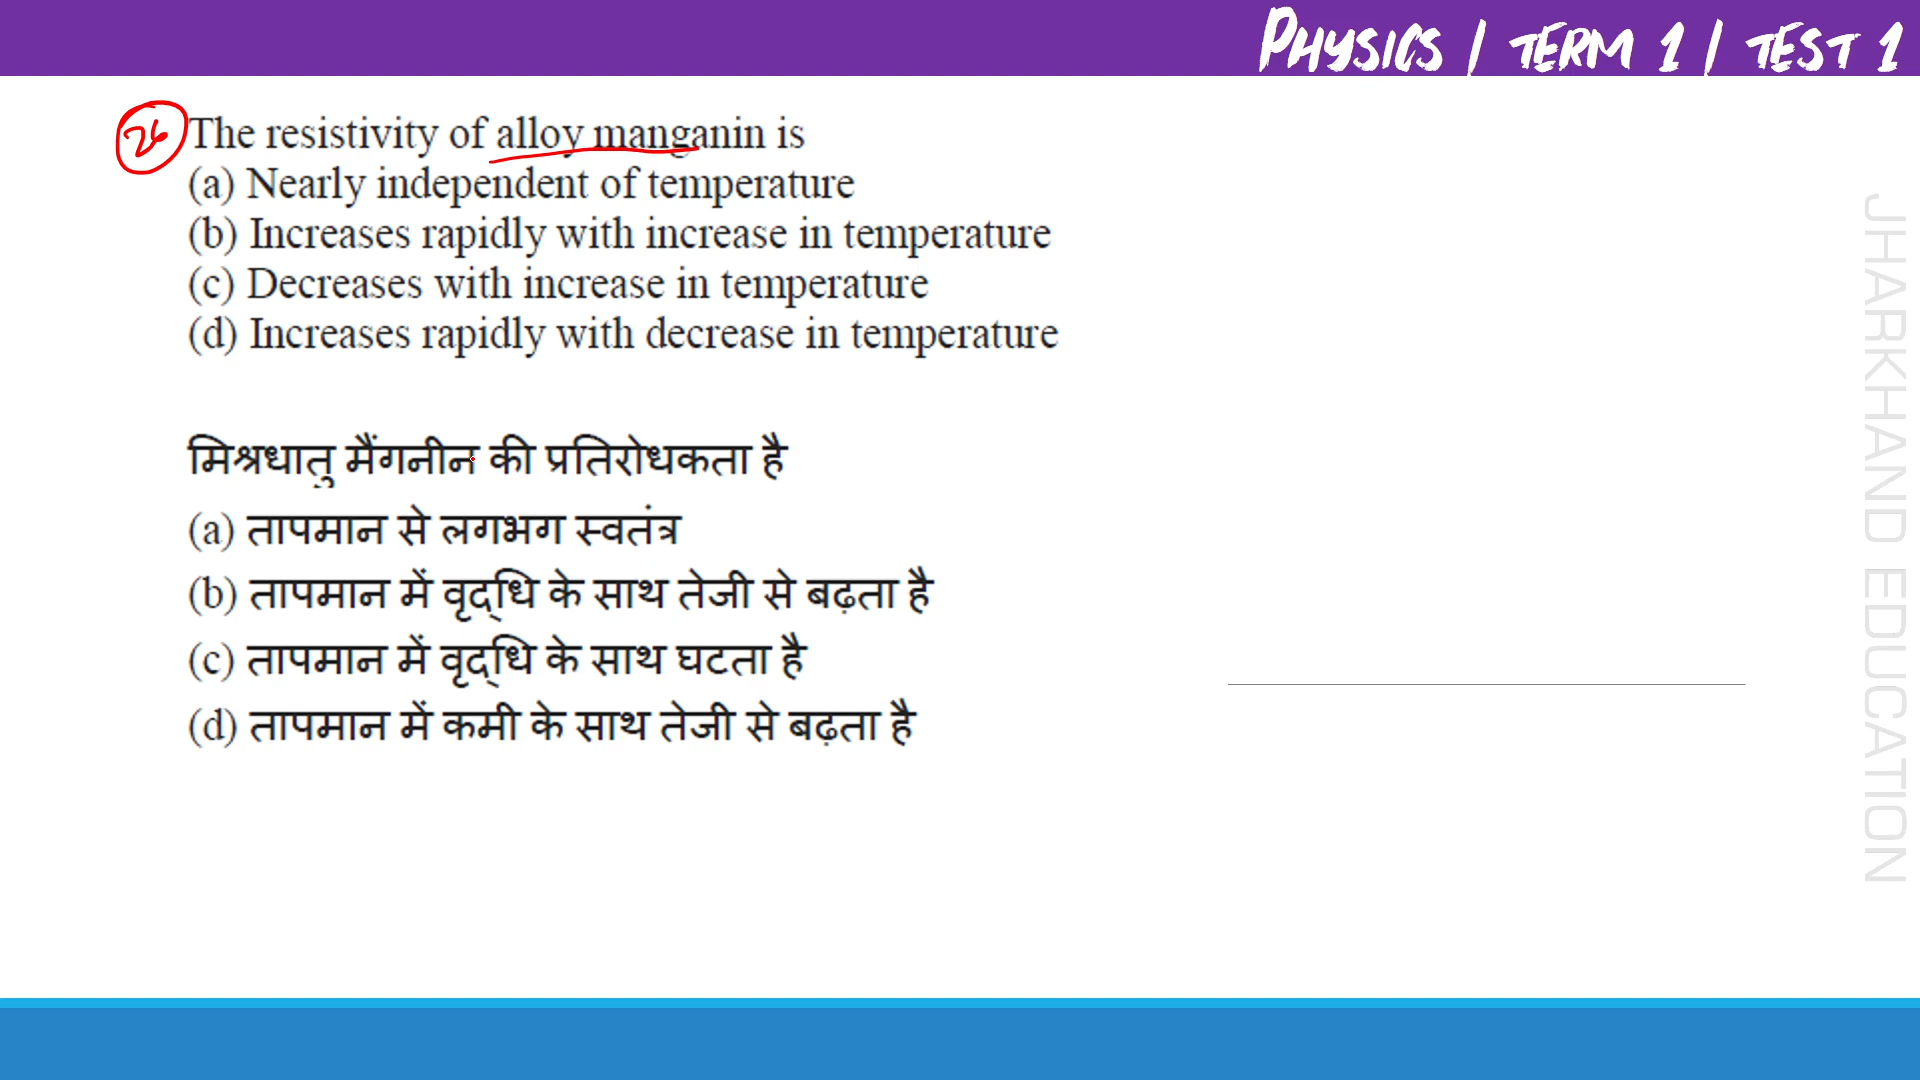 PHYSICS | TERM 1 | TEST 1
26 The resistivity of alloy manganin is
(a) Nearly independent of temperature
(b) Increases rapidly with increase in temperature
(c) Decreases with increase in temperature
(d) Increases rapidly with decrease in temperature
मिश्रधातु मैंगनीन की प्रतिरोधकता है
(a) तापमान से लगभग स्वतंत्र
(b) तापमान में वृद्धि के साथ तेजी से बढ़ता है
(c) तापमान में वृद्धि के साथ घटता है
(d) तापमान में कमी के साथ तेजी से बढ़ता है
JHARKHAND EDUCATION